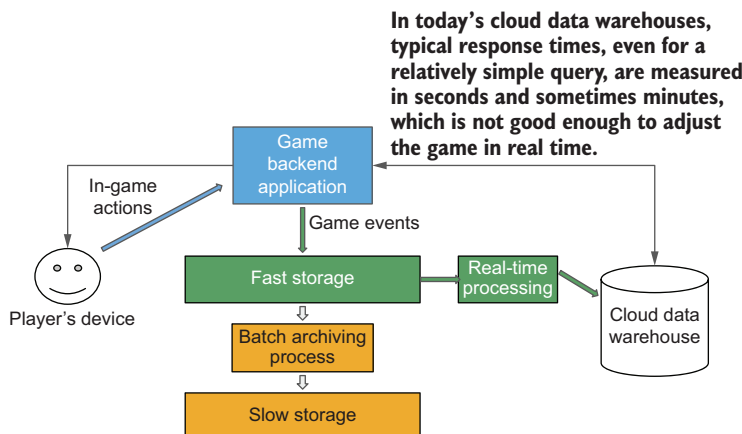 In today's cloud data warehouses,
typical response times, even for a
relatively simple query, are measured
in seconds and sometimes minutes,
which is not good enough to adjust
the game in real time.
Game
backend
application
In-game
actions
Game events
Player's device
Fast storage
Real-time
processing
Cloud data
warehouse
Batch archiving
process
Slow storage